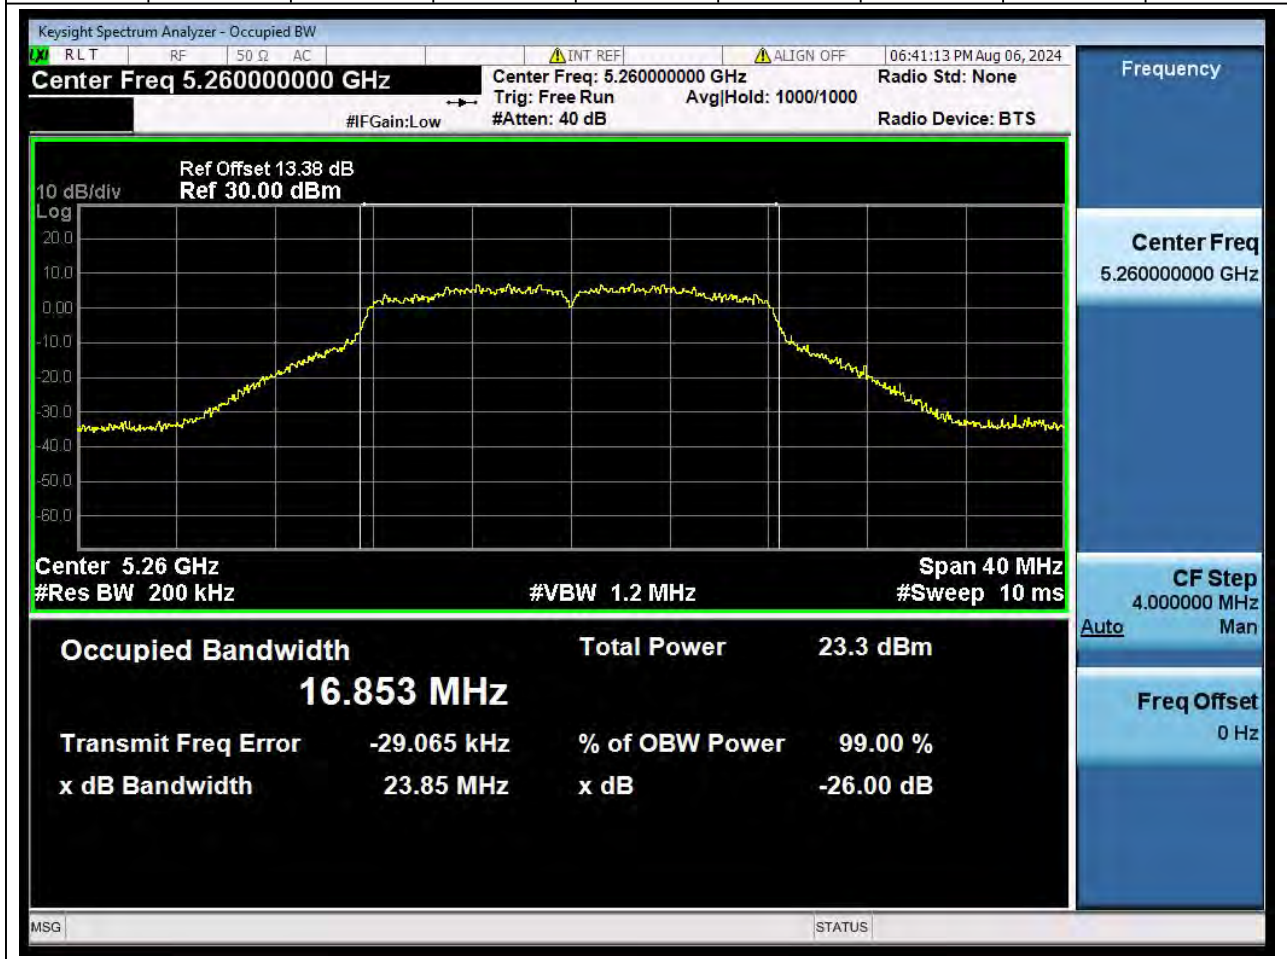 Keysight Spectrum Analyzer - Occupied BW
LXI RLT RF 50 Ω AC INT REF ALIGN OFF 06:41:13 PM Aug 06, 2024
Center Freq 5.260000000 GHz
Center Freq: 5.260000000 GHz Radio Std: None
Trig: Free Run Avg|Hold: 1000/1000
#IFGain:Low #Atten: 40 dB Radio Device: BTS
Frequency
Ref Offset 13.38 dB
10 dB/div Ref 30.00 dBm
Log
20.0
10.0
0.00
-10.0
-20.0
-30.0
-40.0
-50.0
-60.0
Center 5.26 GHz Span 40 MHz
#Res BW 200 kHz #VBW 1.2 MHz #Sweep 10 ms
Occupied Bandwidth Total Power 23.3 dBm
16.853 MHz
Transmit Freq Error -29.065 kHz % of OBW Power 99.00 %
x dB Bandwidth 23.85 MHz x dB -26.00 dB
Center Freq
5.260000000 GHz
CF Step
4.000000 MHz
Auto Man
Freq Offset
0 Hz
MSG STATUS